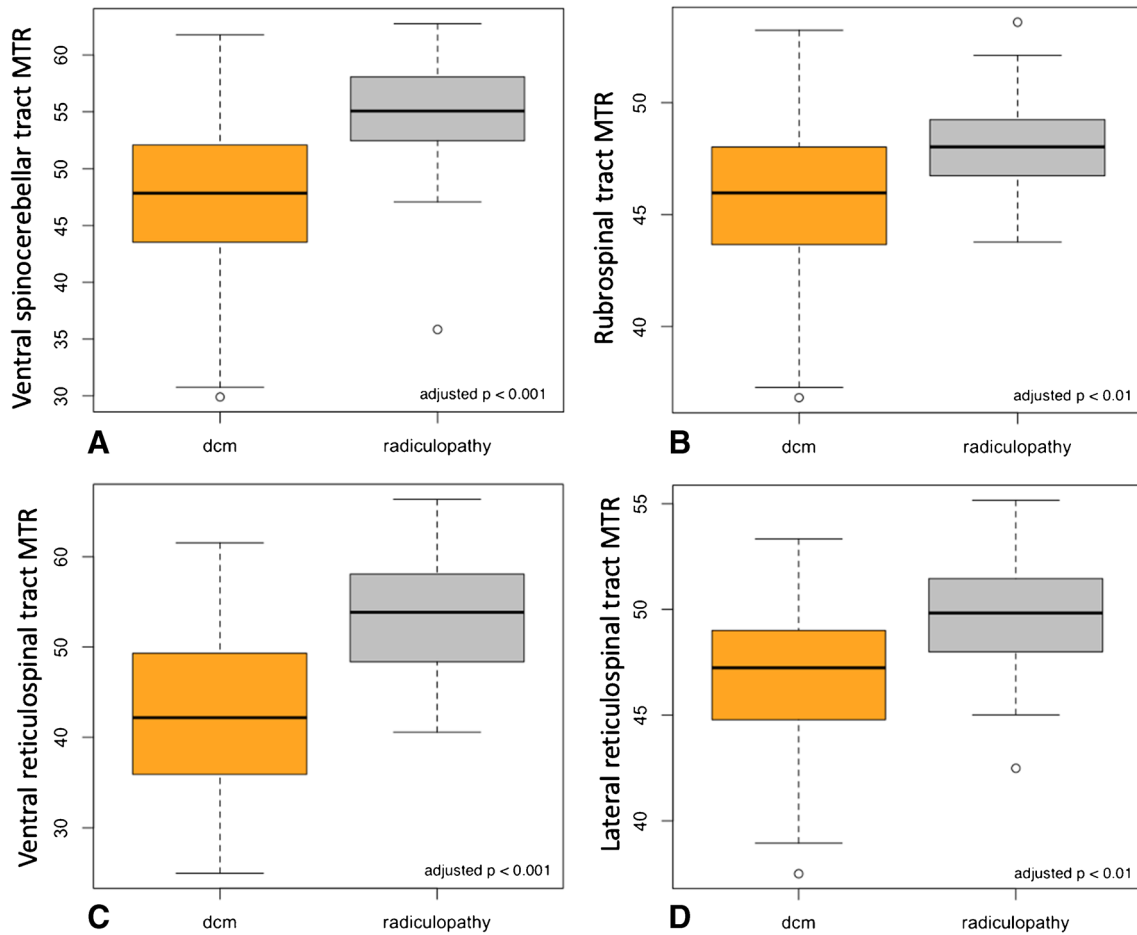 Ventral spinocerebellar tract MTR
60
55
50
45
40
35
30
adjusted p < 0.001
A
dcm
radiculopathy
Rubrospinal tract MTR
50
45
40
adjusted p < 0.01
B
dcm
radiculopathy
Ventral reticulospinal tract MTR
60
50
40
30
adjusted p < 0.001
C
dcm
radiculopathy
Lateral reticulospinal tract MTR
55
50
45
40
adjusted p < 0.01
D
dcm
radiculopathy